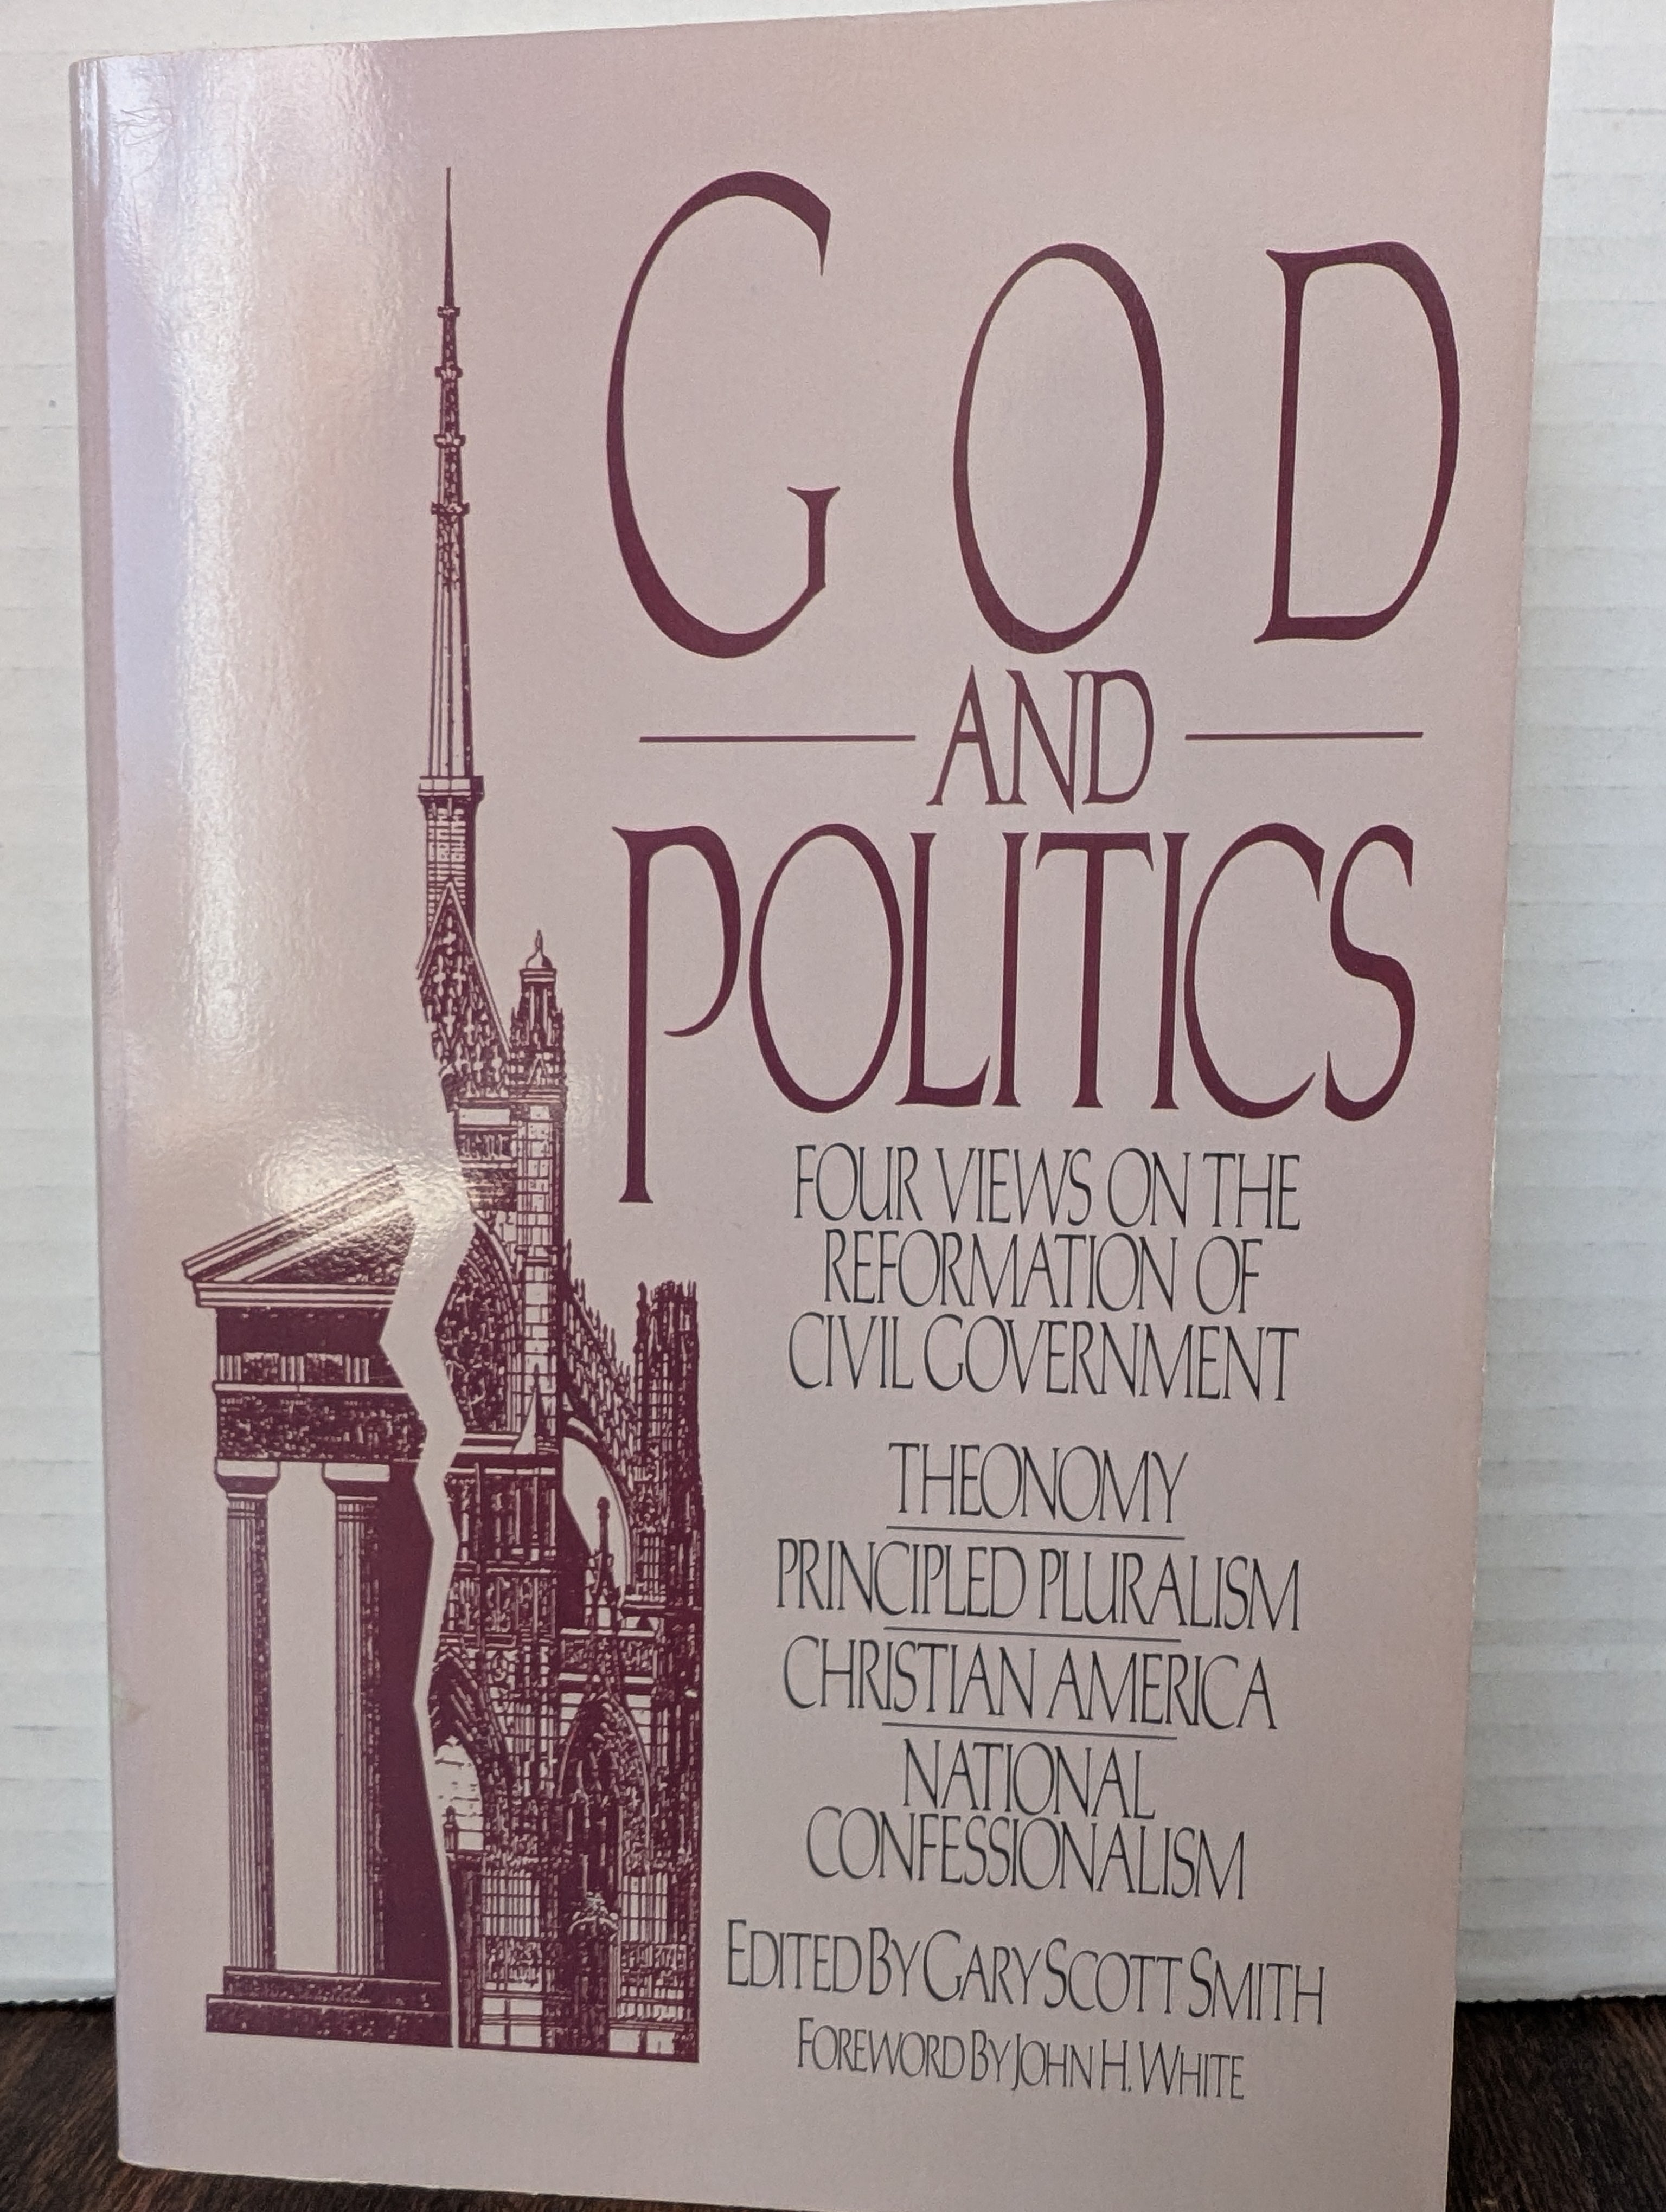 GOD
AND
POLITICS
FOUR VIEWS ON THE
REFORMATION OF
CIVIL GOVERNMENT
THEONOMY
PRINCIPLED PLURALISM
CHRISTIAN AMERICA
NATIONAL
CONFESSIONALISM
EDITED BY GARY SCOTT SMITH
FOREWORD BY JOHN H. WHITE